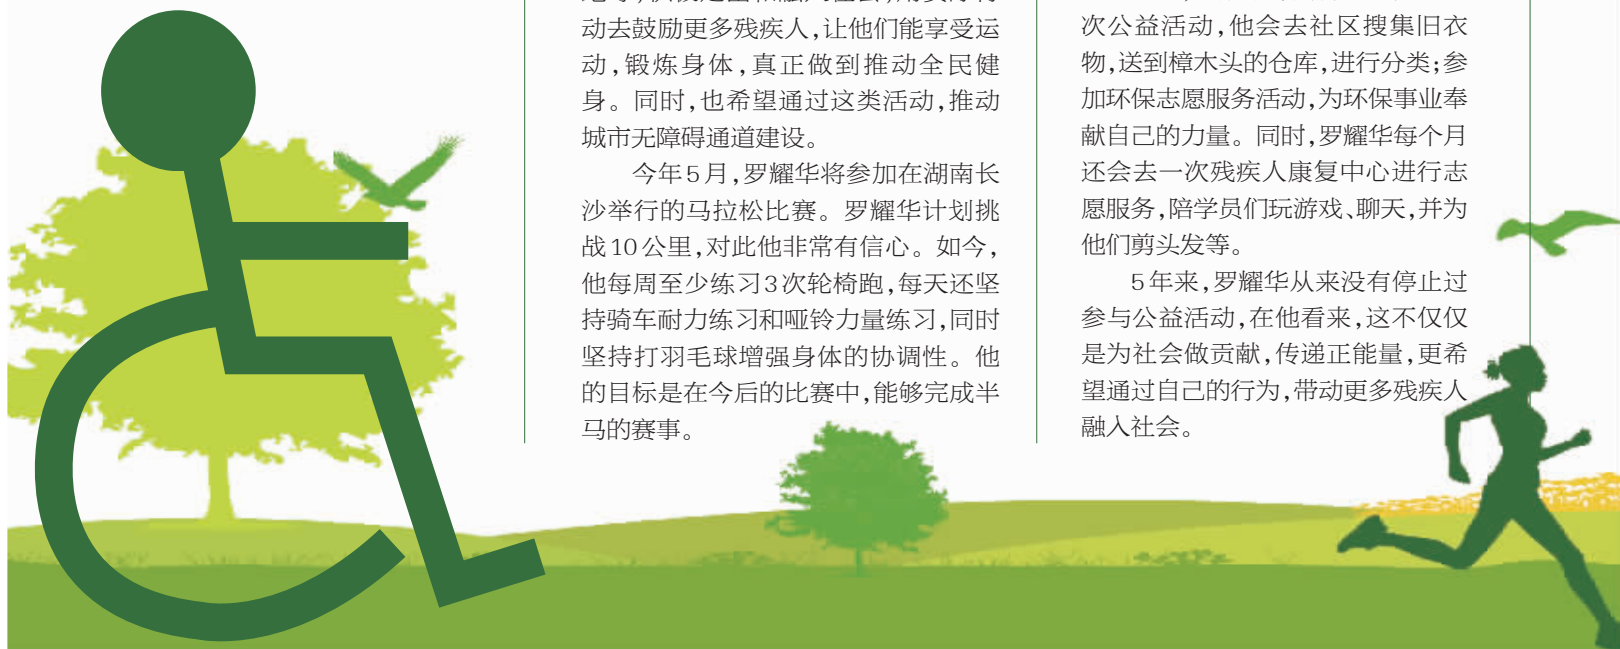 动去鼓励更多残疾人,让他们能享受运
动,锻炼身体,真正做到推动全民健
身。同时,也希望通过这类活动,推动
城市无障碍通道建设。
今年5月,罗耀华将参加在湖南长
沙举行的马拉松比赛。罗耀华计划挑
战10公里,对此他非常有信心。如今,
他每周至少练习3次轮椅跑,每天还坚
持骑车耐力练习和哑铃力量练习,同时
坚持打羽毛球增强身体的协调性。他
的目标是在今后的比赛中,能够完成半
马的赛事。
次公益活动,他会去社区搜集旧衣
物,送到樟木头的仓库,进行分类;参
加环保志愿服务活动,为环保事业奉
献自己的力量。同时,罗耀华每个月
还会去一次残疾人康复中心进行志
愿服务,陪学员们玩游戏、聊天,并为
他们剪头发等。
5年来,罗耀华从来没有停止过
参与公益活动,在他看来,这不仅仅
是为社会做贡献,传递正能量,更希
望通过自己的行为,带动更多残疾人
融入社会。